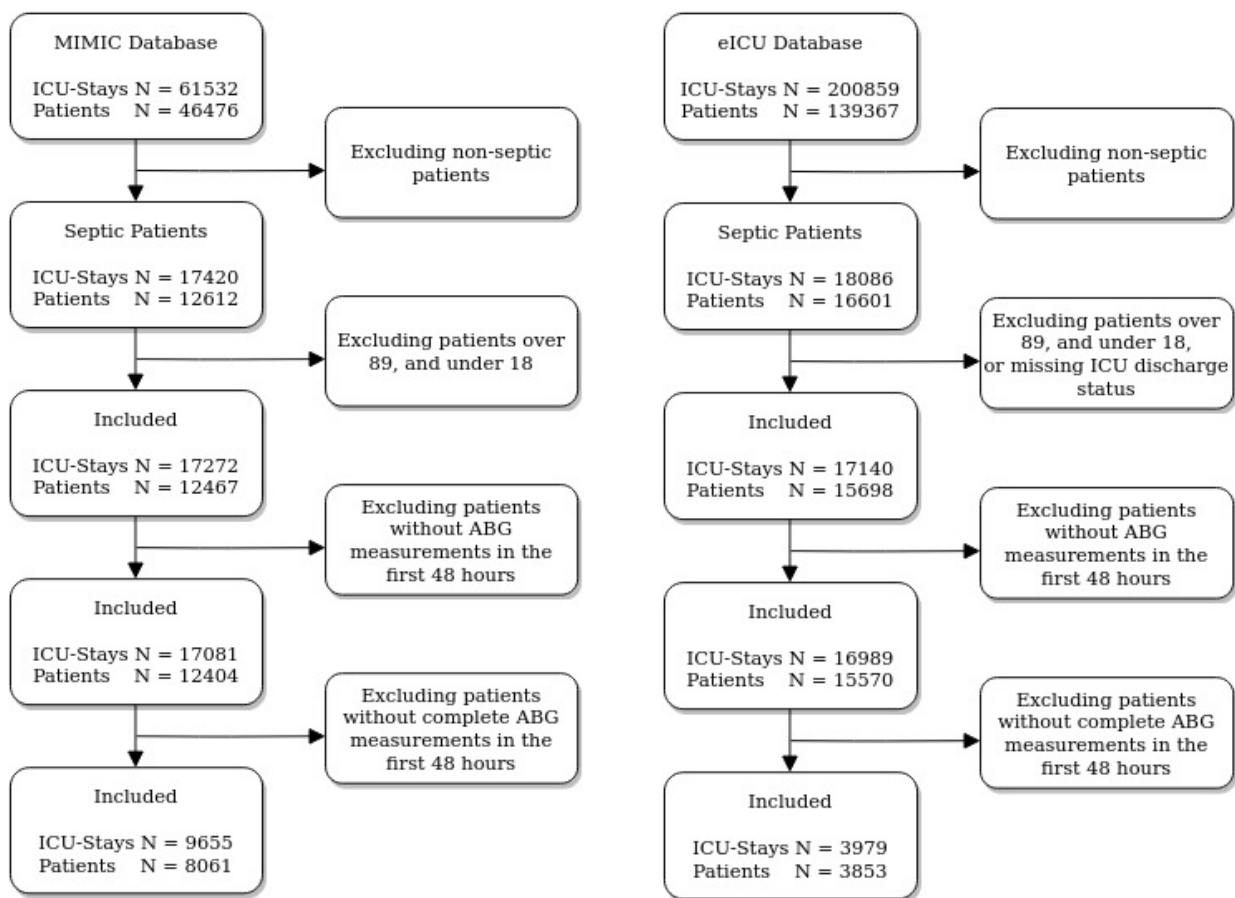 MIMIC Database
ICU-Stays N = 61532
Patients N = 46476
Excluding non-septic
patients
Septic Patients
ICU-Stays N = 17420
Patients N = 12612
Excluding patients over
89, and under 18
Included
ICU-Stays N = 17272
Patients N = 12467
Excluding patients
without ABG
measurements in the
first 48 hours
Included
ICU-Stays N = 17081
Patients N = 12404
Excluding patients
without complete ABG
measurements in the
first 48 hours
Included
ICU-Stays N = 9655
Patients N = 8061
eICU Database
ICU-Stays N = 200859
Patients N = 139367
Excluding non-septic
patients
Septic Patients
ICU-Stays N = 18086
Patients N = 16601
Excluding patients over
89, and under 18,
or missing ICU discharge
status
Included
ICU-Stays N = 17140
Patients N = 15698
Excluding patients
without ABG
measurements in the
first 48 hours
Included
ICU-Stays N = 16989
Patients N = 15570
Excluding patients
without complete ABG
measurements in the
first 48 hours
Included
ICU-Stays N = 3979
Patients N = 3853